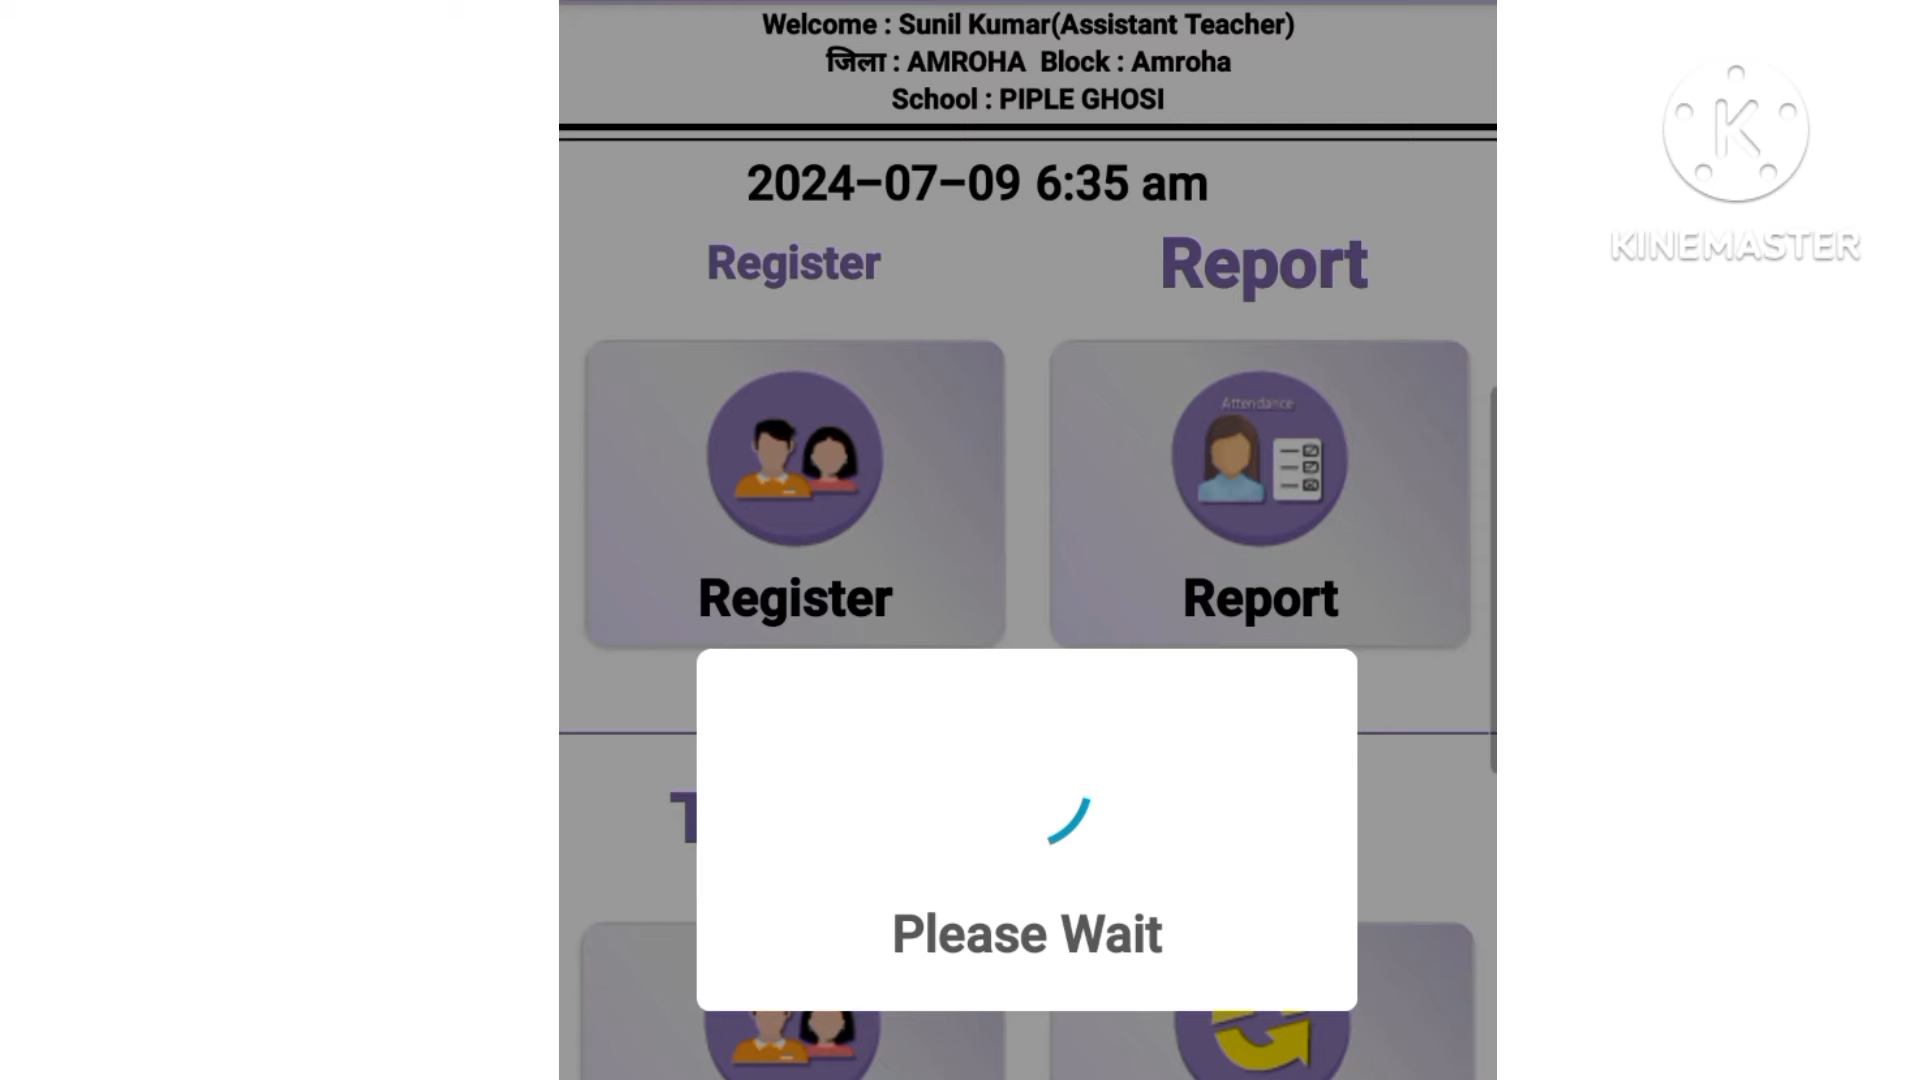 Welcome : Sunil Kumar(Assistant Teacher)
जिला : AMROHA Block : Amroha
School : PIPLE GHOSI
2024–07–09 6:35 am
Register Report
Attendance
Register Report
Please Wait
K
KINEMASTER